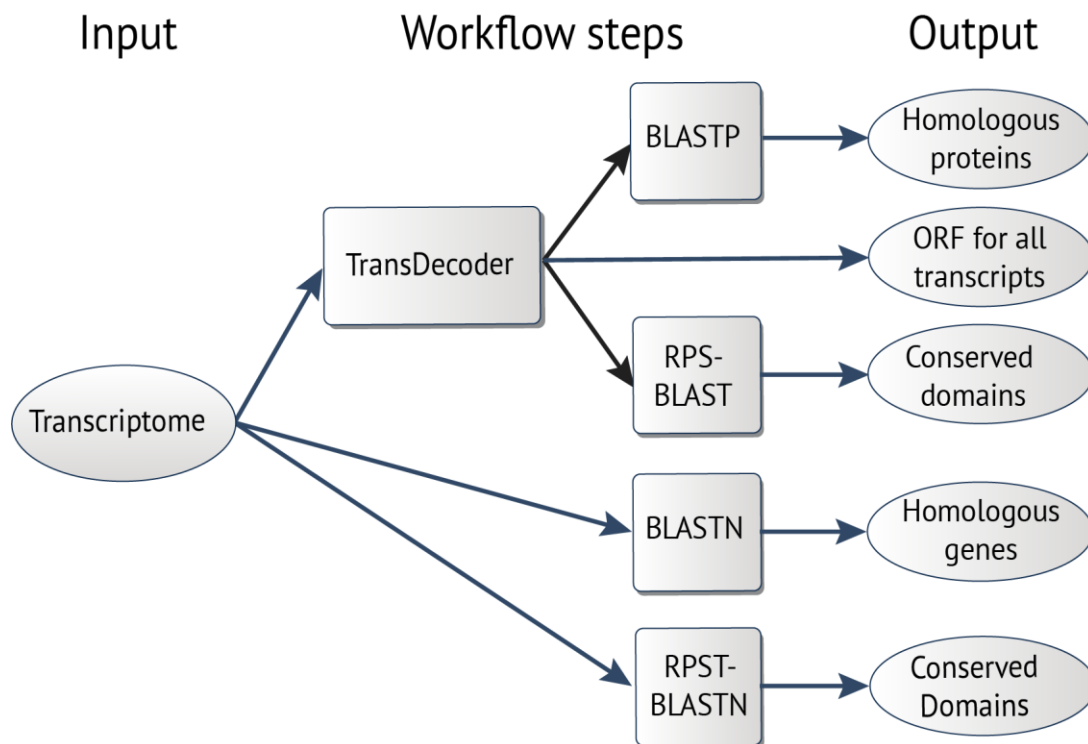 Input
Workflow steps
Output
BLASTP
Homologous
proteins
TransDecoder
ORF for all
transcripts
RPS-
BLAST
Conserved
domains
Transcriptome
BLASTN
Homologous
genes
RPST-
BLASTN
Conserved
Domains